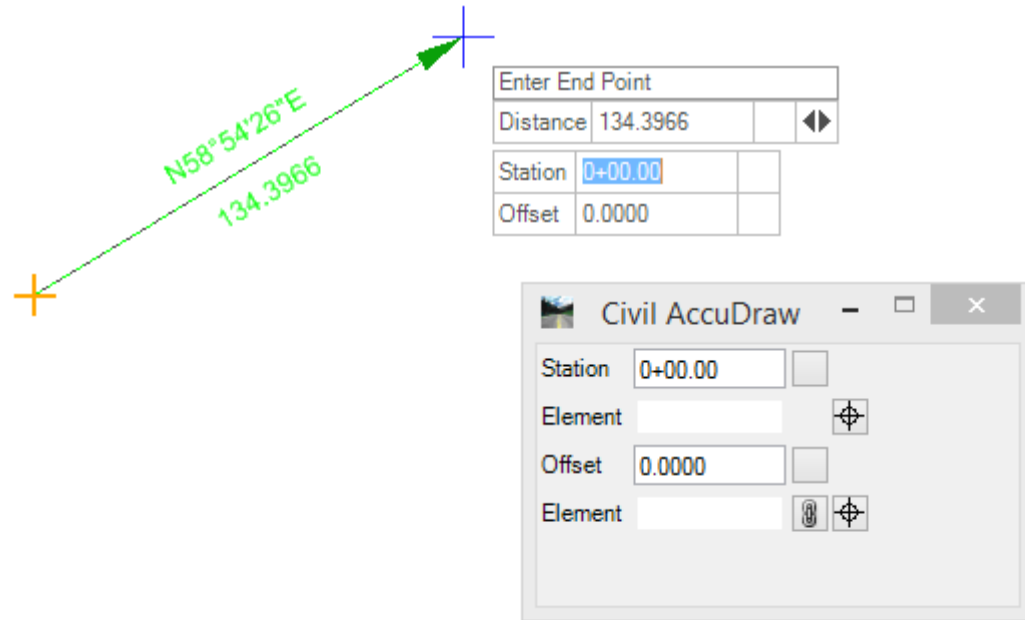 N58°54'26"E
134.3966
Enter End Point
Distance 134.3966
Station 0+00.00
Offset 0.0000
Civil AccuDraw
Station 0+00.00
Element
Offset 0.0000
Element